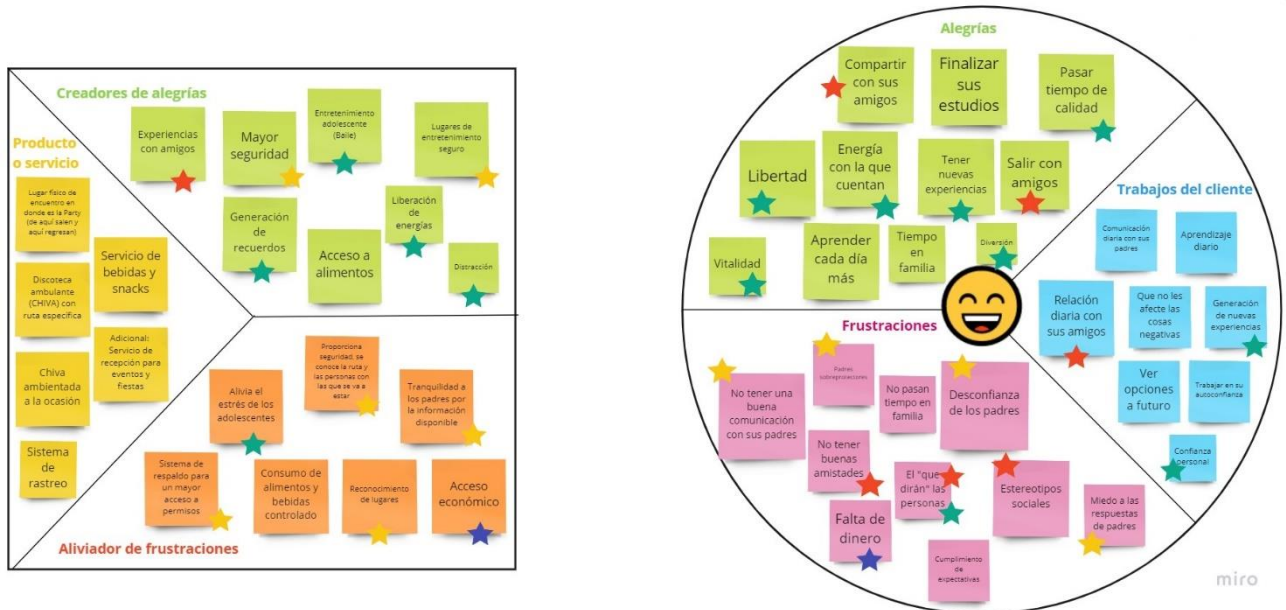 Creadores de alegrías
Experiencias
con amigos
Mayor
seguridad
Entretenimiento
adolescente
(Baile)
Lugares de
entretenimiento
seguro
Generación
de
recuerdos
Acceso a
alimentos
Liberación
de
energías
Distracción
Producto
o servicio
Lugar físico de
encuentro en
donde es la Party
(de aquí salen y
aquí regresan)
Servicio de
bebidas y
snacks
Discoteca
ambulante
(CHIVA) con
ruta específica
Adicional:
Servicio de
recepción para
eventos y
fiestas
Chiva
ambientada
a la ocasión
Sistema
de
rastreo
Alivia el
estrés de los
adolescentes
Proporciona
seguridad, se
conoce la ruta y
las personas con
las que se va a
estar
Tranquilidad a
los padres por
la información
disponible
Sistema de
respaldo para
un mayor
acceso a
permisos
Consumo de
alimentos y
bebidas
controlado
Reconocimiento
de lugares
Acceso
económico
Aliviador de frustraciones
Alegrías
Compartir
con sus
amigos
Finalizar
sus
estudios
Pasar
tiempo de
calidad
Libertad
Energía
con la que
cuentan
Tener
nuevas
experiencias
Salir con
amigos
Vitalidad
Aprender
cada día
más
Tiempo
en
familia
Diversión
Trabajos del cliente
Comunicación
diaria con sus
padres
Aprendizaje
diario
Relación
diaria con
sus amigos
Que no les
afecte las
cosas
negativas
Generación
de nuevas
experiencias
Ver
opciones
a futuro
Trabajar en su
autoconfianza
Confianza
personal
Frustraciones
No tener una
buena
comunicación
con sus padres
Padres
sobreprotectores
No pasan
tiempo en
familia
Desconfianza
de los padres
No tener
buenas
amistades
El "que
dirán" las
personas
Estereotipos
sociales
Miedo a las
respuestas
de padres
Falta de
dinero
Cumplimiento
de
expectativas
miro